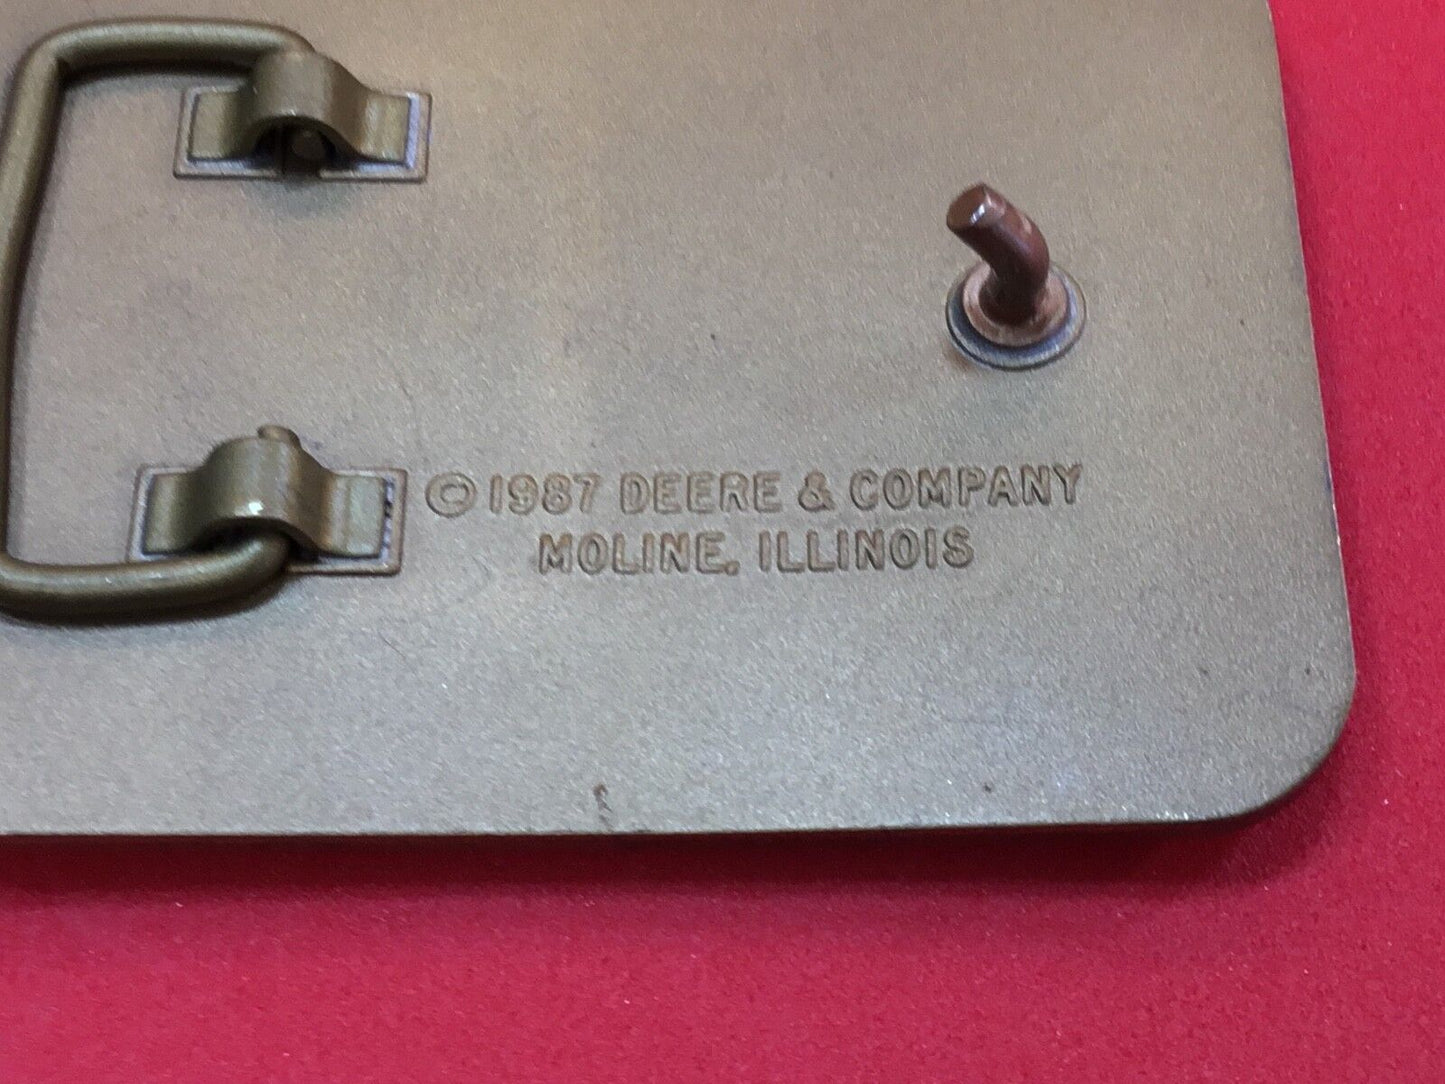 ©1987 DEERE & COMPANY
MOLINE, ILLINOIS